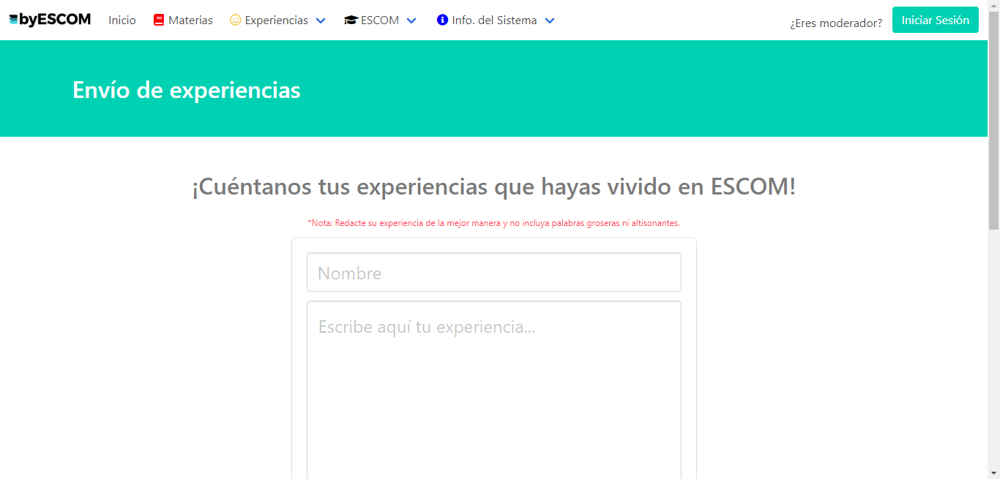 byESCOM Inicio Materias Experiencias ESCOM Info. del Sistema ¿Eres moderador? Iniciar Sesión
Envío de experiencias
¡Cuéntanos tus experiencias que hayas vivido en ESCOM!
*Nota: Redacte su experiencia de la mejor manera y no incluya palabras groseras ni altisonantes.
Nombre
Escribe aquí tu experiencia...